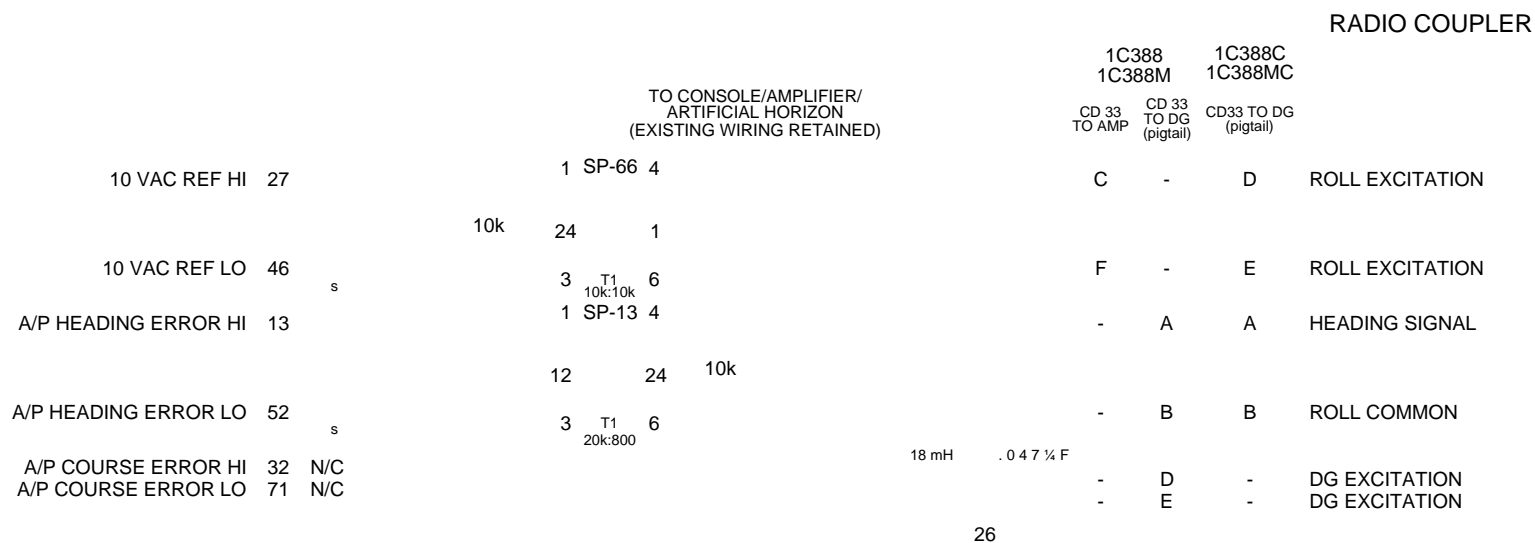 RADIO COUPLER
1C388 1C388C
1C388M 1C388MC
TO CONSOLE/AMPLIFIER/
ARTIFICIAL HORIZON
(EXISTING WIRING RETAINED)
CD 33 TO AMP
CD 33 TO DG (pigtail)
CD33 TO DG (pigtail)
10 VAC REF HI 27 1 SP-66 4 C - D ROLL EXCITATION
10k 24 1
10 VAC REF LO 46 s 3 T1 6 F - E ROLL EXCITATION
10k:10k
A/P HEADING ERROR HI 13 1 SP-13 4 - A A HEADING SIGNAL
12 24 10k
A/P HEADING ERROR LO 52 s 3 T1 6 - B B ROLL COMMON
20k:800
18 mH . 0 4 7 ¼ F
A/P COURSE ERROR HI 32 N/C - D - DG EXCITATION
A/P COURSE ERROR LO 71 N/C - E - DG EXCITATION
26